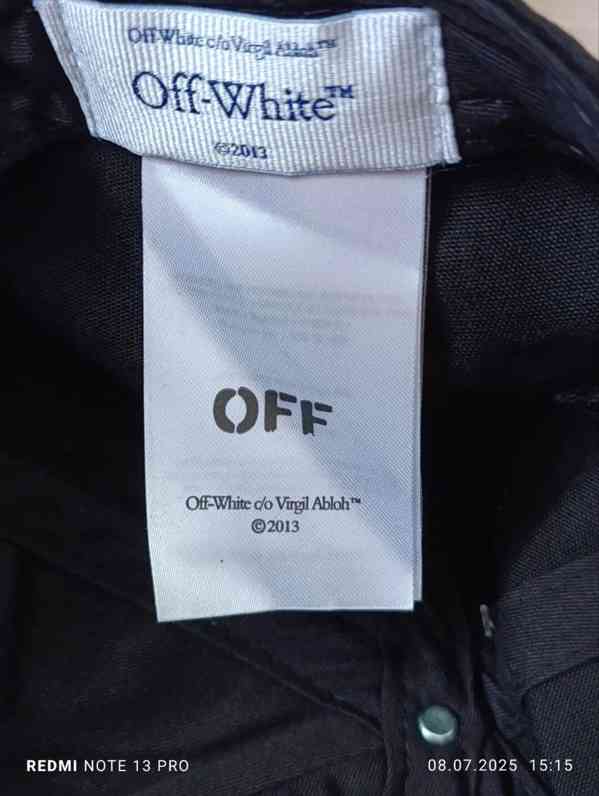 Off-White c/o Virgil Abloh™
Off-White™
©2013
OFF
Off-White c/o Virgil Abloh™
©2013
REDMI NOTE 13 PRO
08.07.2025 15:15